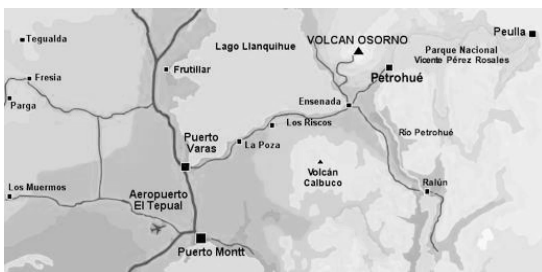 Peulla
Tegualda
Lago Llanquihue
VOLCAN OSORNO
Parque Nacional
Vicente Pérez Rosales
Frutillar
Petrohué
Fresia
Parga
Ensenada
Los Riscos
Río Petrohué
Puerto
Varas
La Poza
Volcán
Calbuco
Ralún
Los Muermos
Aeropuerto
El Tepual
Puerto Montt